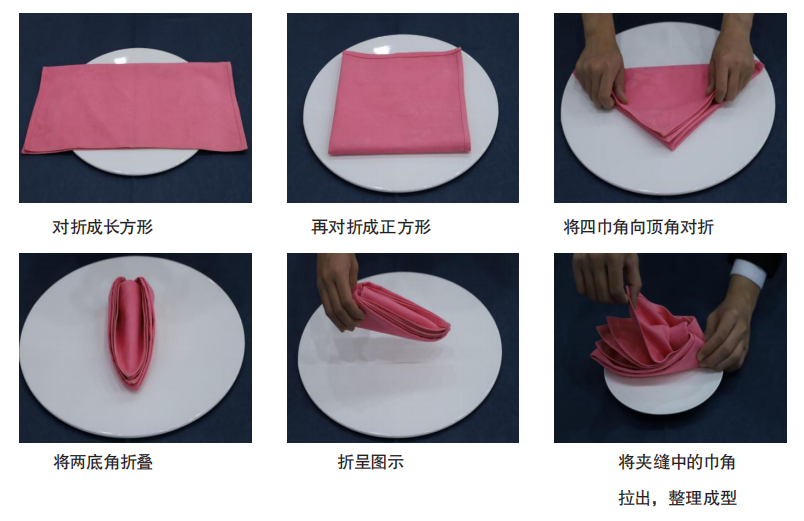 对折成长方形
再对折成正方形
将四巾角向顶角对折
将两底角折叠
折呈图示
将夹缝中的巾角
拉出，整理成型